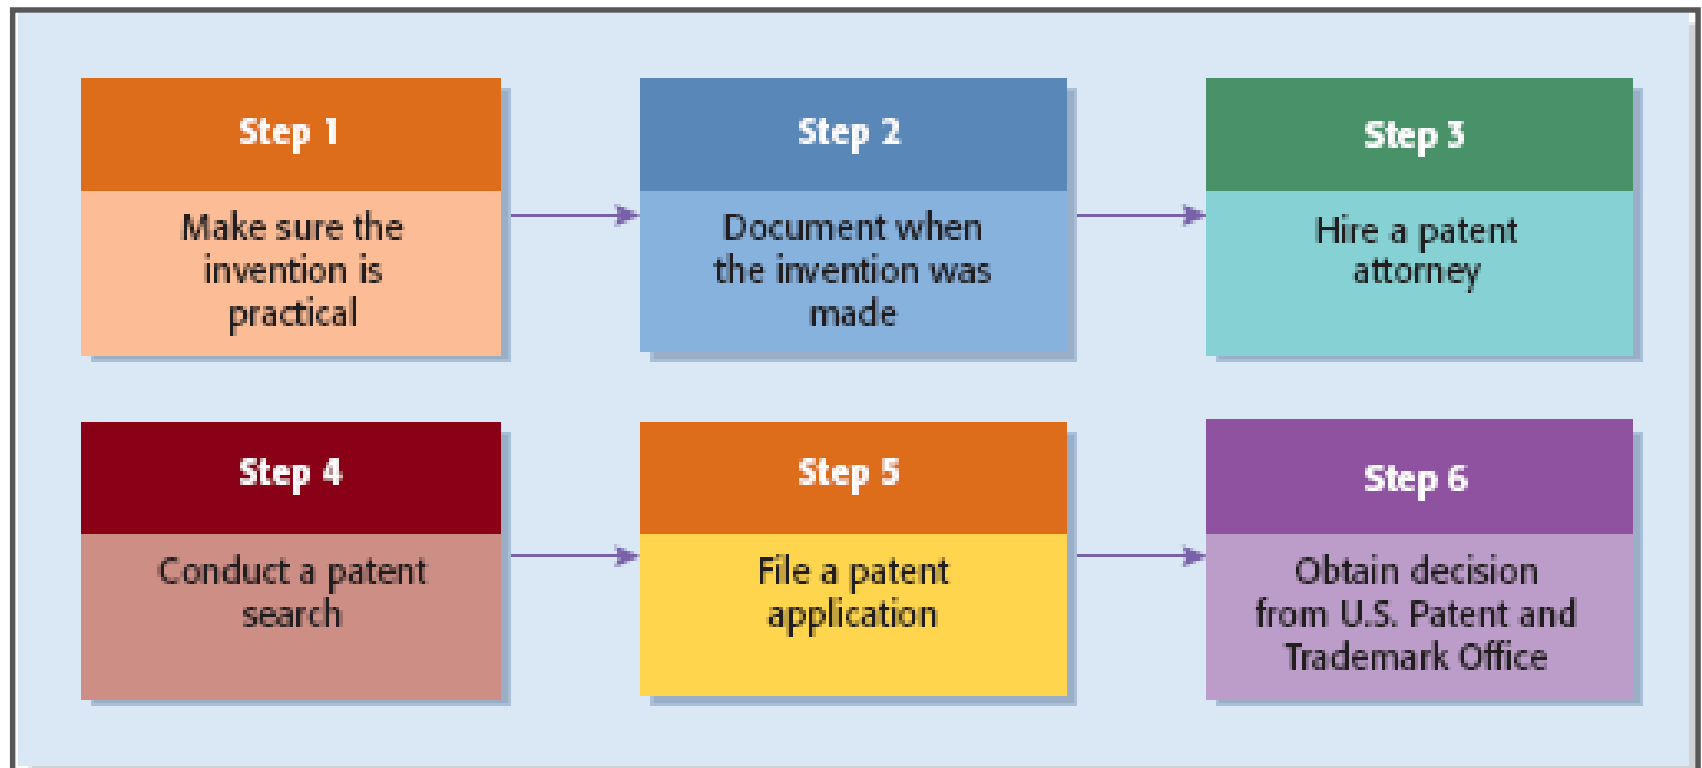 Step 1
Make sure the
invention is
practical
Step 2
Document when
the invention was
made
Step 3
Hire a patent
attorney
Step 4
Conduct a patent
search
Step 5
File a patent
application
Step 6
Obtain decision
from U.S. Patent and
Trademark Office